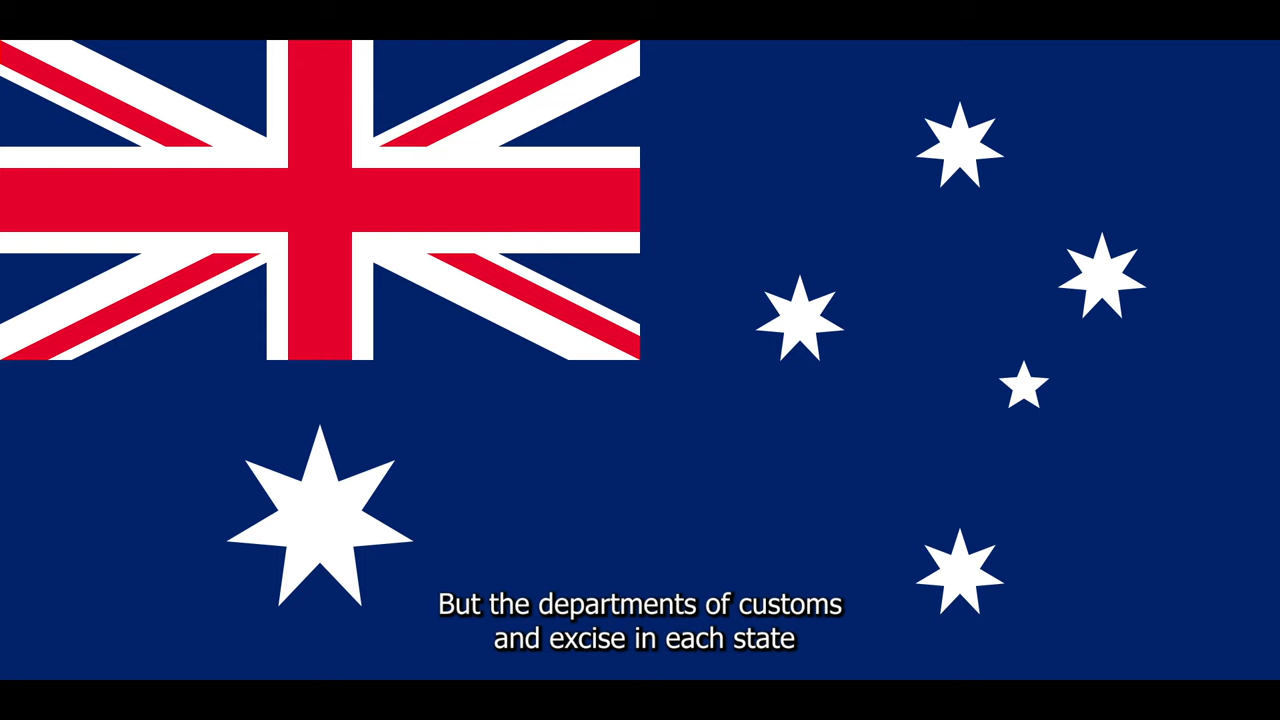 But the departments of customs
and excise in each state